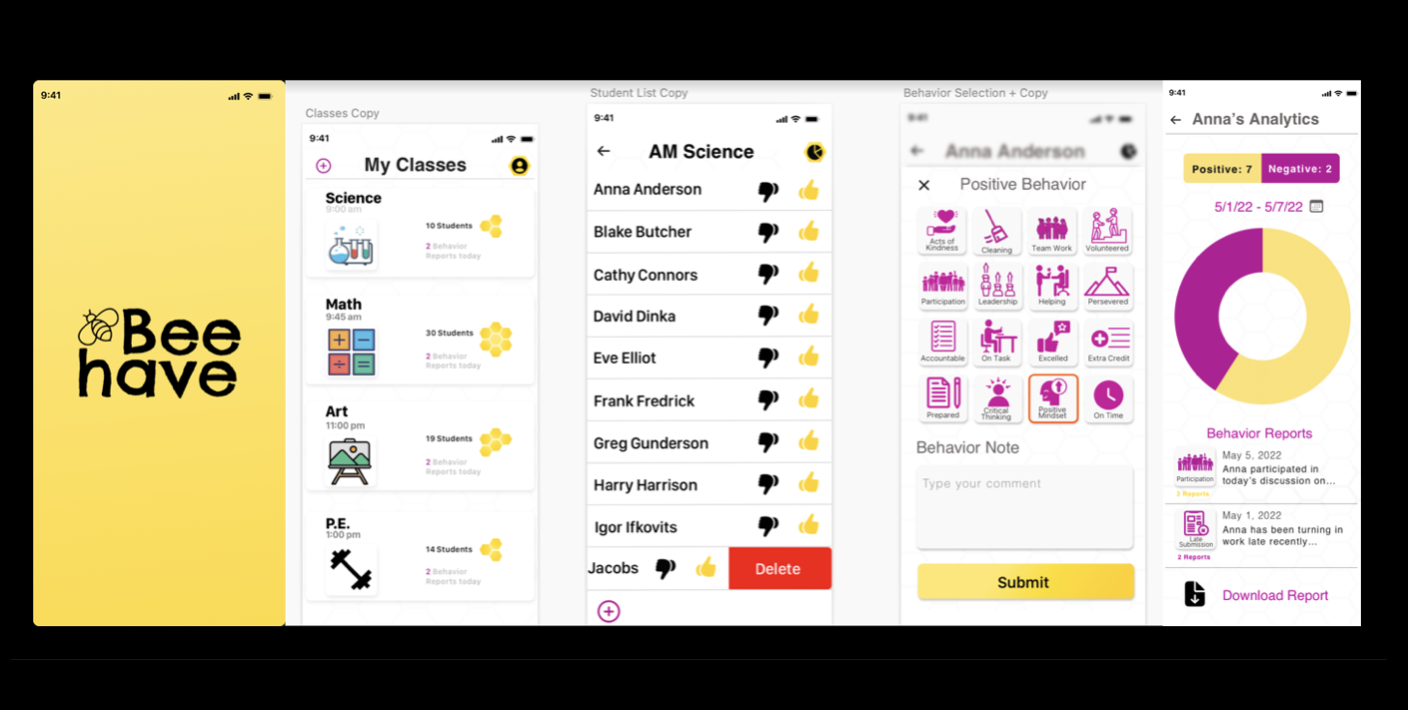 9:41
Bee
have
Classes Copy
9:41
My Classes
Science
9:00 am
10 Students
2 Behavior
Reports today
Math
9:45 am
30 Students
2 Behavior
Reports today
Art
11:00 pm
19 Students
2 Behavior
Reports today
P.E.
1:00 pm
14 Students
2 Behavior
Reports today
Student List Copy
9:41
AM Science
Anna Anderson
Blake Butcher
Cathy Connors
David Dinka
Eve Elliot
Frank Fredrick
Greg Gunderson
Harry Harrison
Igor Ifkovits
Jacobs
Delete
Behavior Selection + Copy
9:41
Anna Anderson
Positive Behavior
Acts of
Kindness
Cleaning
Team Work
Volunteered
Participation
Leadership
Helping
Persevered
Accountable
On Task
Excelled
Extra Credit
Prepared
Critical
Thinking
Positive
Mindset
On Time
Behavior Note
Type your comment
Submit
9:41
Anna's Analytics
Positive: 7
Negative: 2
5/1/22 - 5/7/22
Behavior Reports
Participation
May 5, 2022
Anna participated in
today's discussion on...
Reports
Late
Submission
May 1, 2022
Anna has been turning in
work late recently...
2 Reports
Download Report